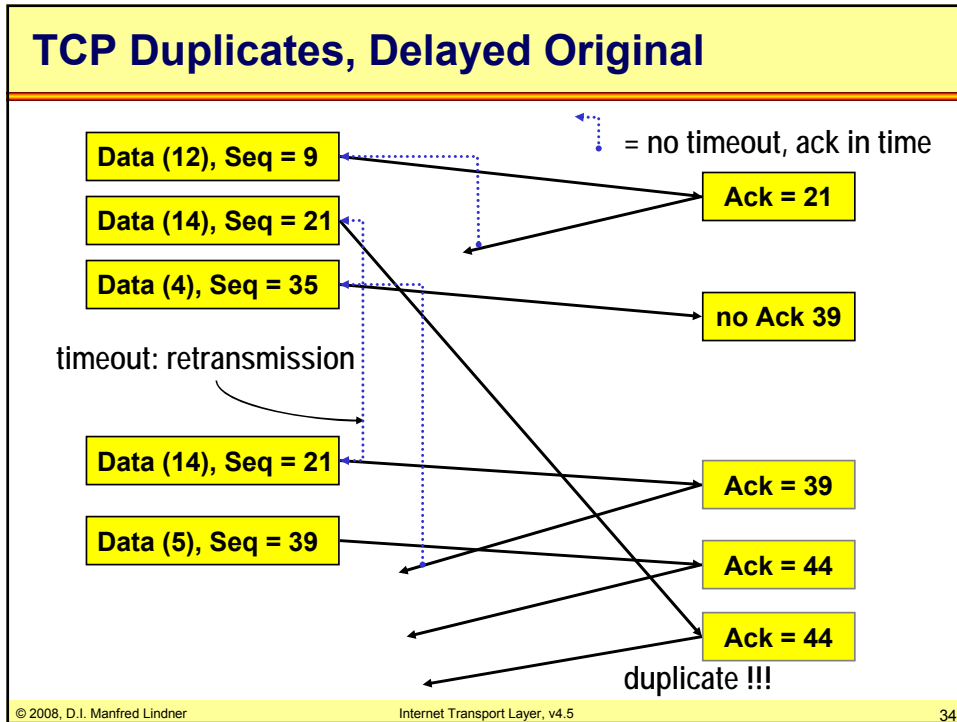 TCP Duplicates, Delayed Original
= no timeout, ack in time
Data (12), Seq = 9
Ack = 21
Data (14), Seq = 21
Data (4), Seq = 35
no Ack 39
timeout: retransmission
Data (14), Seq = 21
Ack = 39
Data (5), Seq = 39
Ack = 44
Ack = 44
duplicate !!!
© 2008, D.I. Manfred Lindner
Internet Transport Layer, v4.5
34